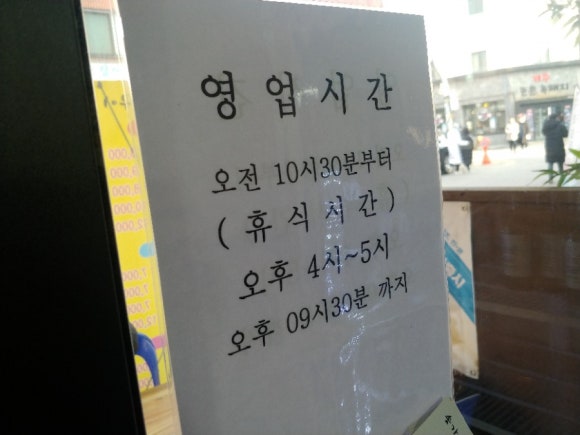 영 업 시 간
오전 10시30분부터
( 휴 식 시 간 )
오후 4시~5시
오후 09시30분 까지